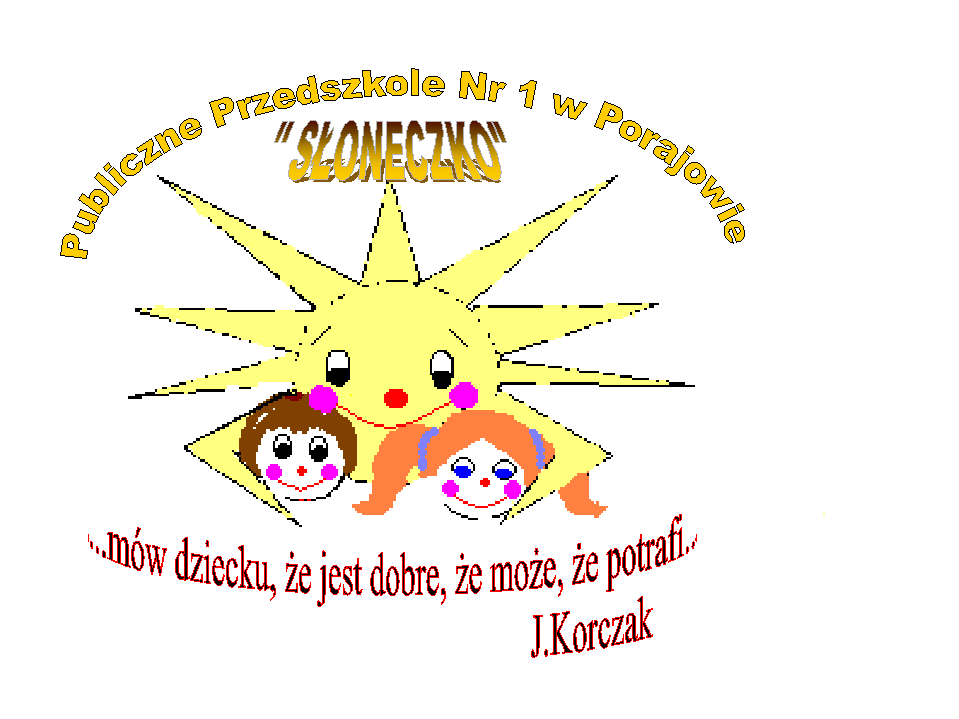 Publiczne Przedszkole Nr 1 w Porajowie
" SŁONECZKO"
...mów dziecku, że jest dobre, że może, że potrafi...
J.Korczak